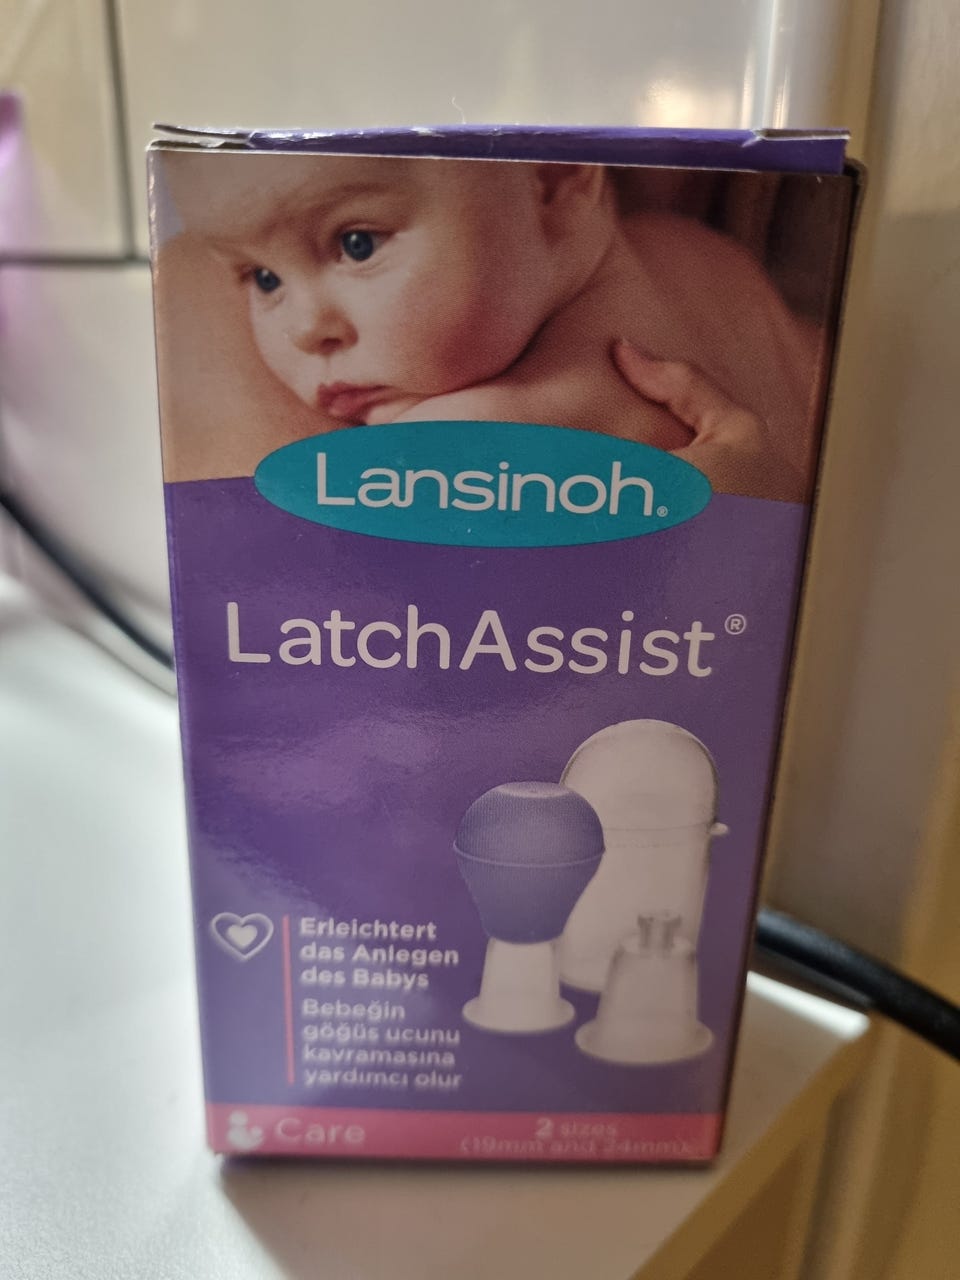 Lansinoh®
LatchAssist®
Erleichtert
das Anlegen
des Babys
Bebeğin
göğüs ucunu
kavramasına
yardımcı olur
Care
2 sizes
(19mm and 24mm)